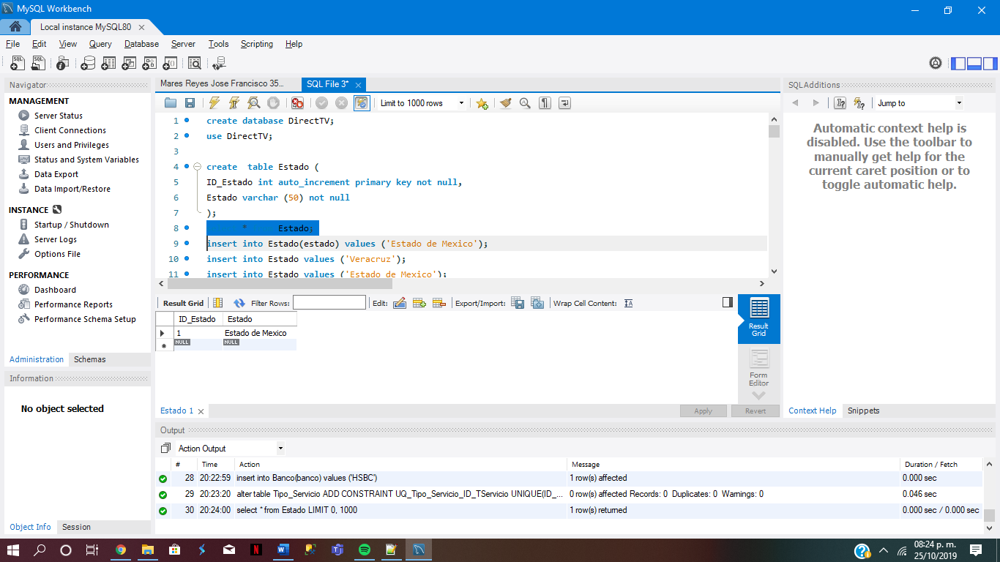 MySQL Workbench
Local instance MySQL80
File Edit View Query Database Server Tools Scripting Help
Navigator
MANAGEMENT
Server Status
Client Connections
Users and Privileges
Status and System Variables
Data Export
Data Import/Restore
INSTANCE
Startup / Shutdown
Server Logs
Options File
PERFORMANCE
Dashboard
Performance Reports
Performance Schema Setup
Administration Schemas
Information
No object selected
Object Info Session
Mares Reyes Jose Francisco 35... SQL File 3*
Limit to 1000 rows
1 create database DirectTV;
2 use DirectTV;
3
4 create  table Estado (
5 ID_Estado int auto_increment primary key not null,
6 Estado varchar (50) not null
7 );
8 * Estado;
9 insert into Estado(estado) values ('Estado de Mexico');
10 insert into Estado values ('Veracruz');
11 insert into Estado values ('Estado de Mexico');
Result Grid Filter Rows: Edit: Export/Import: Wrap Cell Content: IA
ID_Estado Estado
1 Estado de Mexico
NULL NULL
Result Grid
Form Editor
Estado 1 Apply Revert
SQLAdditions
Jump to
Automatic context help is
disabled. Use the toolbar to
manually get help for the
current caret position or to
toggle automatic help.
Context Help Snippets
Output
Action Output
# Time Action Message Duration / Fetch
28 20:22:59 insert into Banco(banco) values ('HSBC') 1 row(s) affected 0.000 sec
29 20:23:20 alter table Tipo_Servicio ADD CONSTRAINT UQ_Tipo_Servicio_ID_TServicio UNIQUE(ID_... 0 row(s) affected Records: 0  Duplicates: 0  Warnings: 0 0.046 sec
30 20:24:00 select * from Estado LIMIT 0, 1000 1 row(s) returned 0.000 sec / 0.000 sec
08:24 p. m.
25/10/2019